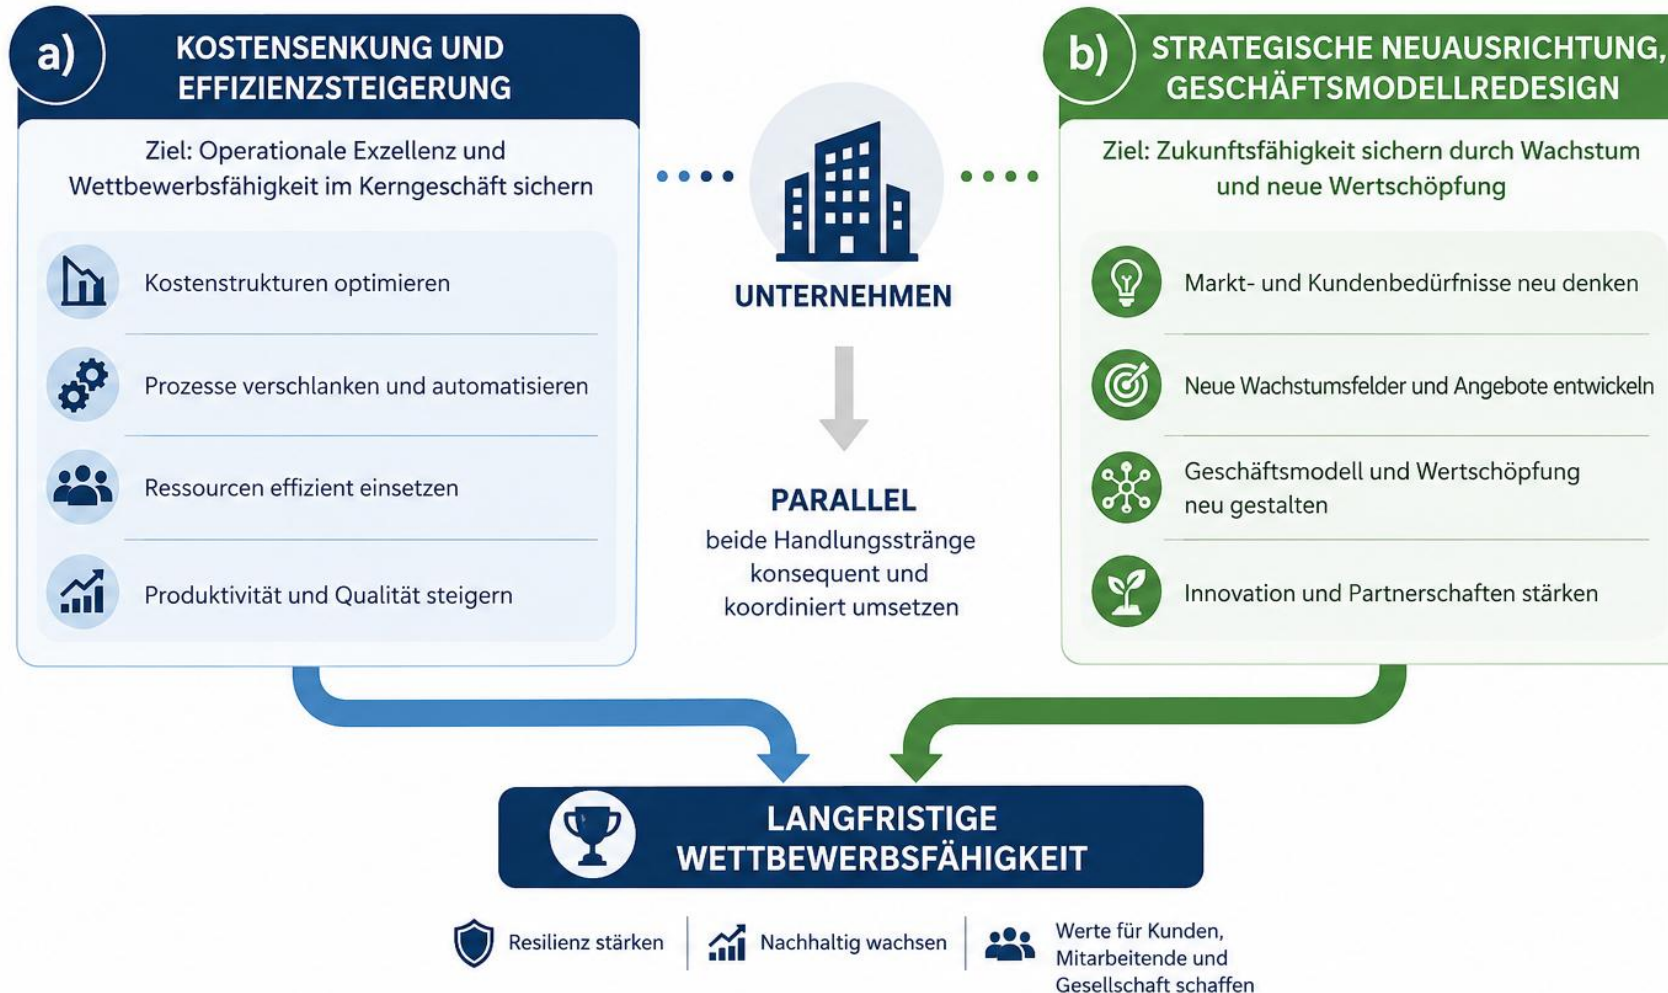 a)
KOSTENSENKUNG UND
EFFIZIENZSTEIGERUNG
Ziel: Operationale Exzellenz und
Wettbewerbsfähigkeit im Kerngeschäft sichern
Kostenstrukturen optimieren
Prozesse verschlanken und automatisieren
Ressourcen effizient einsetzen
Produktivität und Qualität steigern
UNTERNEHMEN
PARALLEL
beide Handlungsstränge
konsequent und
koordiniert umsetzen
b)
STRATEGISCHE NEUAUSRICHTUNG,
GESCHÄFTSMODELLREDESIGN
Ziel: Zukunftsfähigkeit sichern durch Wachstum
und neue Wertschöpfung
Markt- und Kundenbedürfnisse neu denken
Neue Wachstumsfelder und Angebote entwickeln
Geschäftsmodell und Wertschöpfung
neu gestalten
Innovation und Partnerschaften stärken
LANGFRISTIGE
WETTBEWERBSFÄHIGKEIT
Resilienz stärken
Nachhaltig wachsen
Werte für Kunden,
Mitarbeitende und
Gesellschaft schaffen